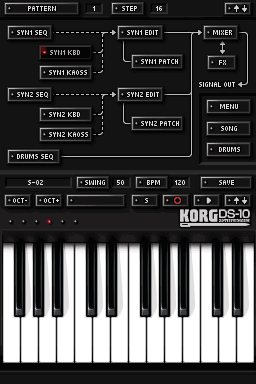 PATTERN 1 STEP 16
SYN1 SEQ SYN1 EDIT MIXER
SYN1 KBD
SYN1 PATCH FX
SYN1 KAOSS
SIGNAL OUT
SYN2 SEQ SYN2 EDIT
MENU
SYN2 KBD
SYN2 PATCH SONG
SYN2 KAOSS
DRUMS
DRUMS SEQ
S-02 SWING 50 BPM 120 SAVE
OCT- OCT+ S
KORG DS-10